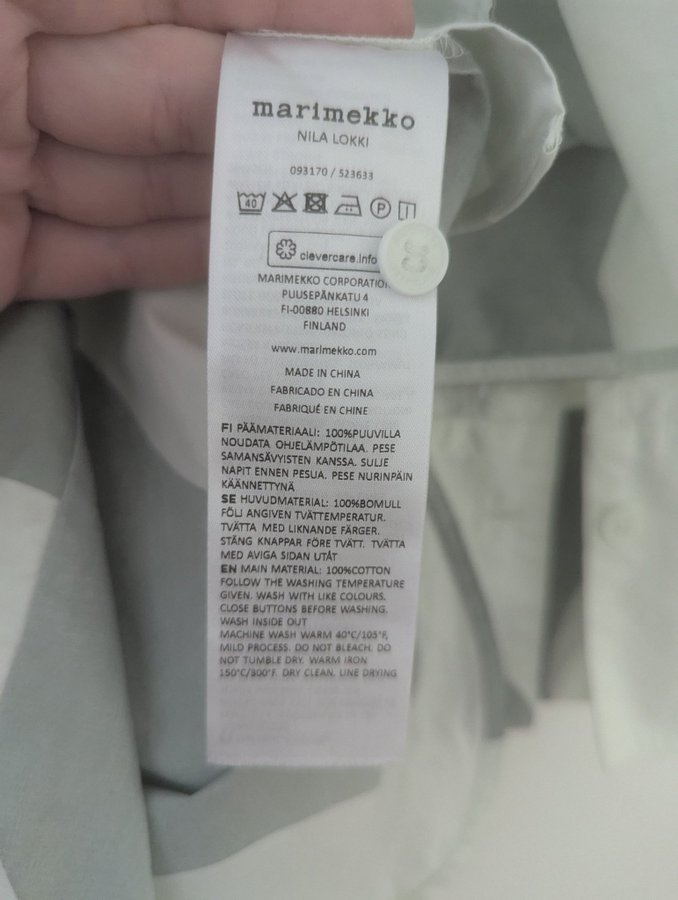 marimekko
NILA LOKKI
093170 / 523633
40 P
clevercare.info
MARIMEKKO CORPORATION
PUUSEPÄNKATU 4
FI-00880 HELSINKI
FINLAND
www.marimekko.com
MADE IN CHINA
FABRICADO EN CHINA
FABRIQUÉ EN CHINE
FI PÄÄMATERIAALI: 100%PUUVILLA
NOUDATA OHJELÄMPÖTILAA. PESE
SAMANSÄVYISTEN KANSSA. SULJE
NAPIT ENNEN PESUA. PESE NURINPÄIN
KÄÄNNETTYNÄ
SE HUVUDMATERIAL: 100%BOMULL
FÖLJ ANGIVEN TVÄTTEMPERATUR.
TVÄTTA MED LIKNANDE FÄRGER.
STÄNG KNAPPAR FÖRE TVÄTT. TVÄTTA
MED AVIGA SIDAN UTÅT
EN MAIN MATERIAL: 100%COTTON
FOLLOW THE WASHING TEMPERATURE
GIVEN. WASH WITH LIKE COLOURS.
CLOSE BUTTONS BEFORE WASHING.
WASH INSIDE OUT
MACHINE WASH WARM 40°C/105°F,
MILD PROCESS. DO NOT BLEACH. DO
NOT TUMBLE DRY. WARM IRON
150°C/300°F. DRY CLEAN. LINE DRYING